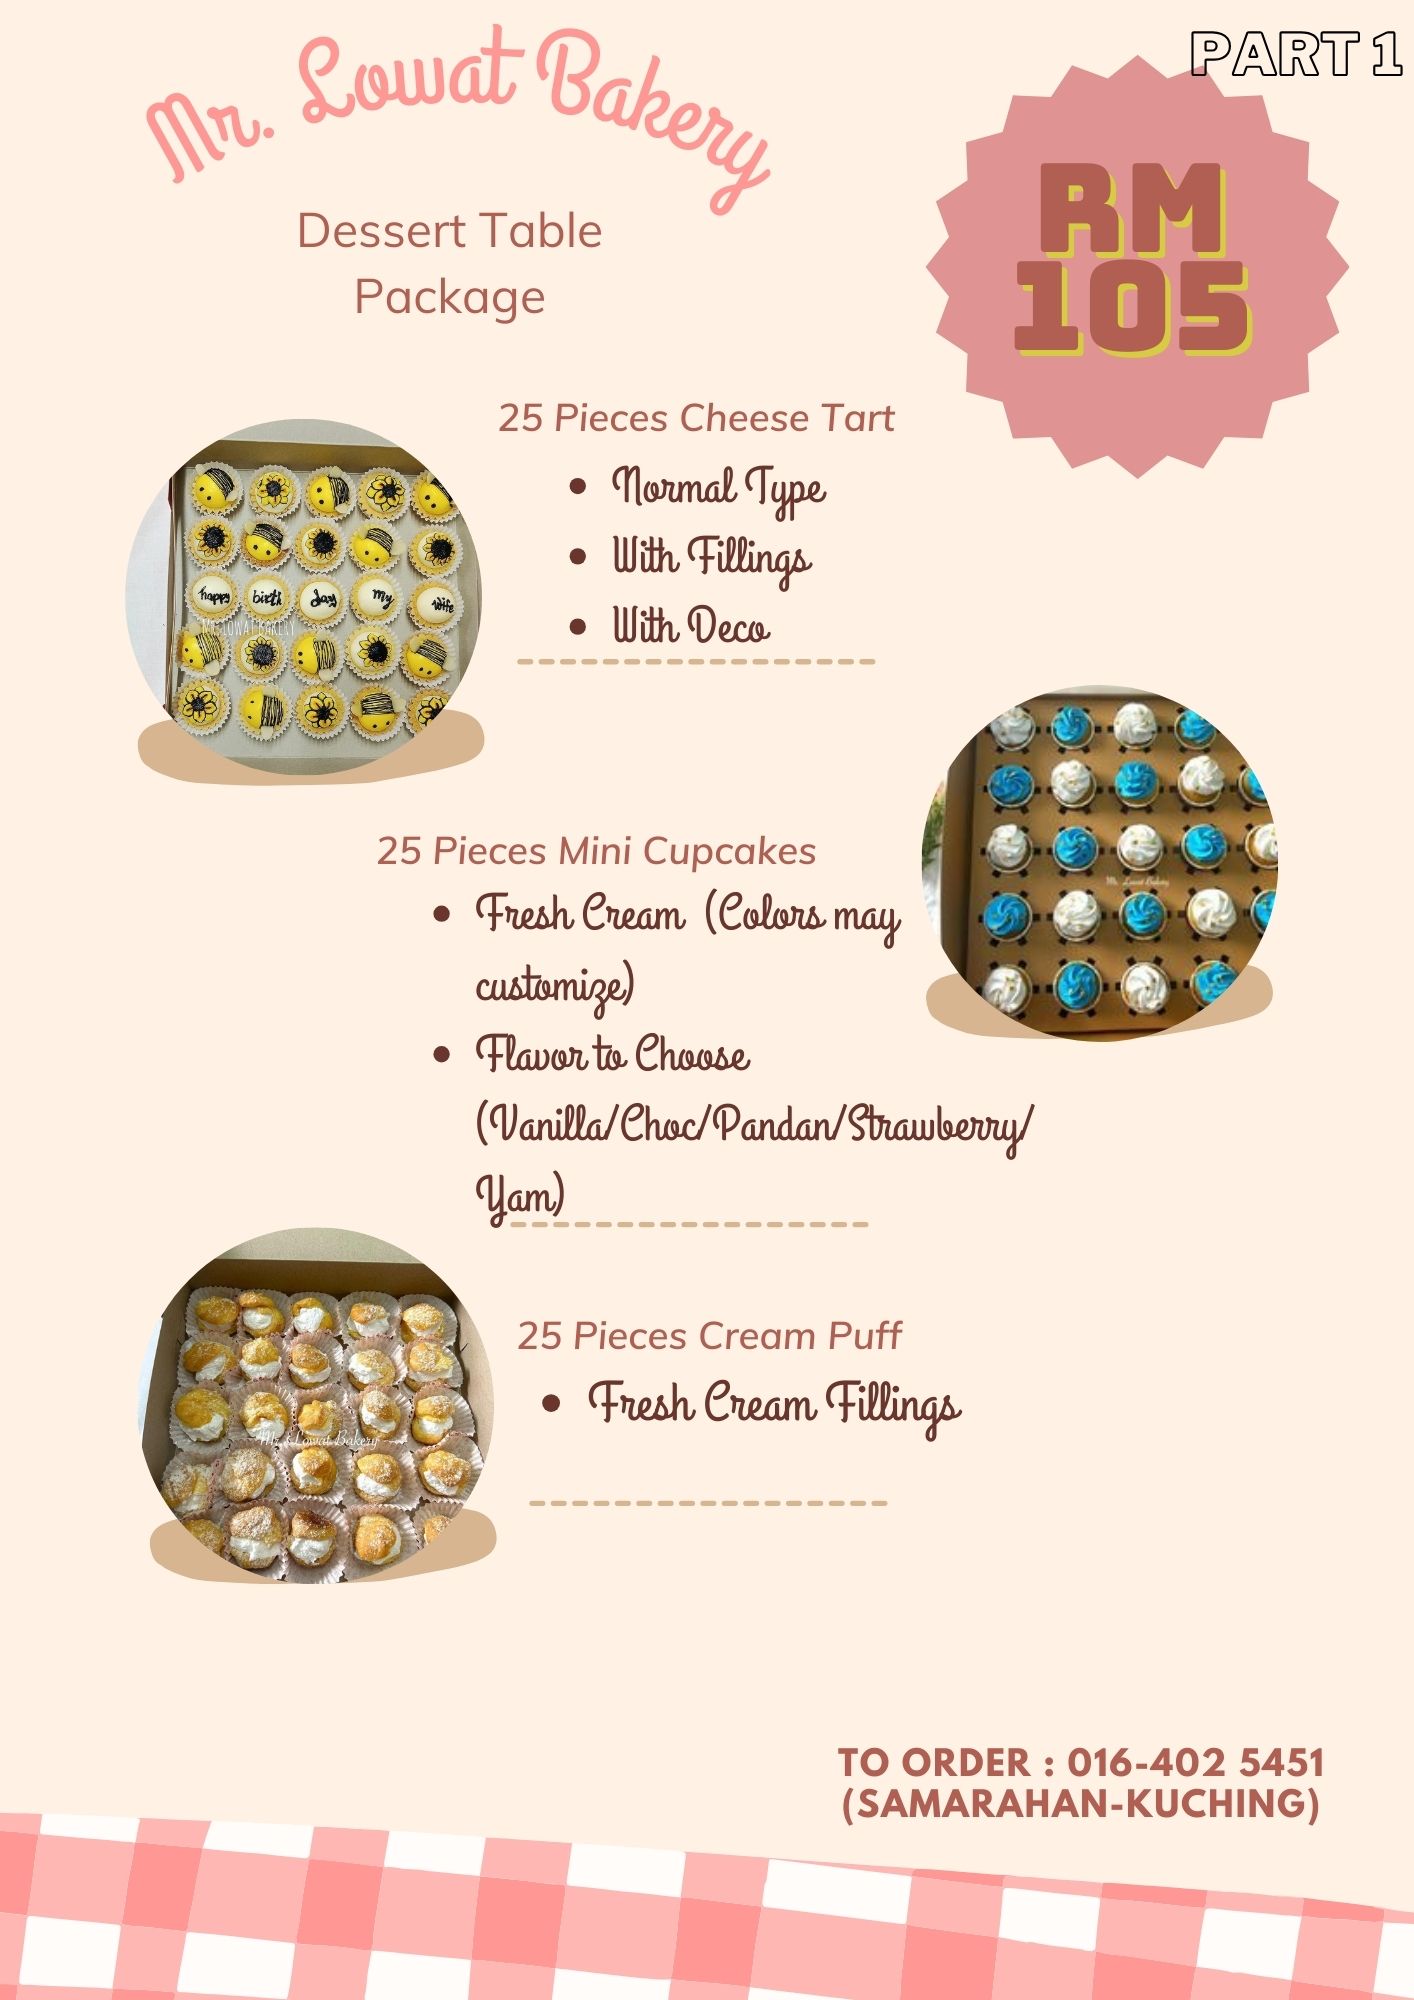 PART 1
Mr. Lowat Bakery
Dessert Table
Package
RM
105
25 Pieces Cheese Tart
• Normal Type
• With Fillings
• With Deco
happy birth day my wife
MR. LOWAT BAKERY
25 Pieces Mini Cupcakes
• Fresh Cream (Colors may
customize)
• Flavor to Choose
(Vanilla/Choc/Pandan/Strawberry/
Yam)
Mr. Lowat Bakery
25 Pieces Cream Puff
• Fresh Cream Fillings
Mr.'s Lowat Bakery
TO ORDER : 016-402 5451
(SAMARAHAN-KUCHING)